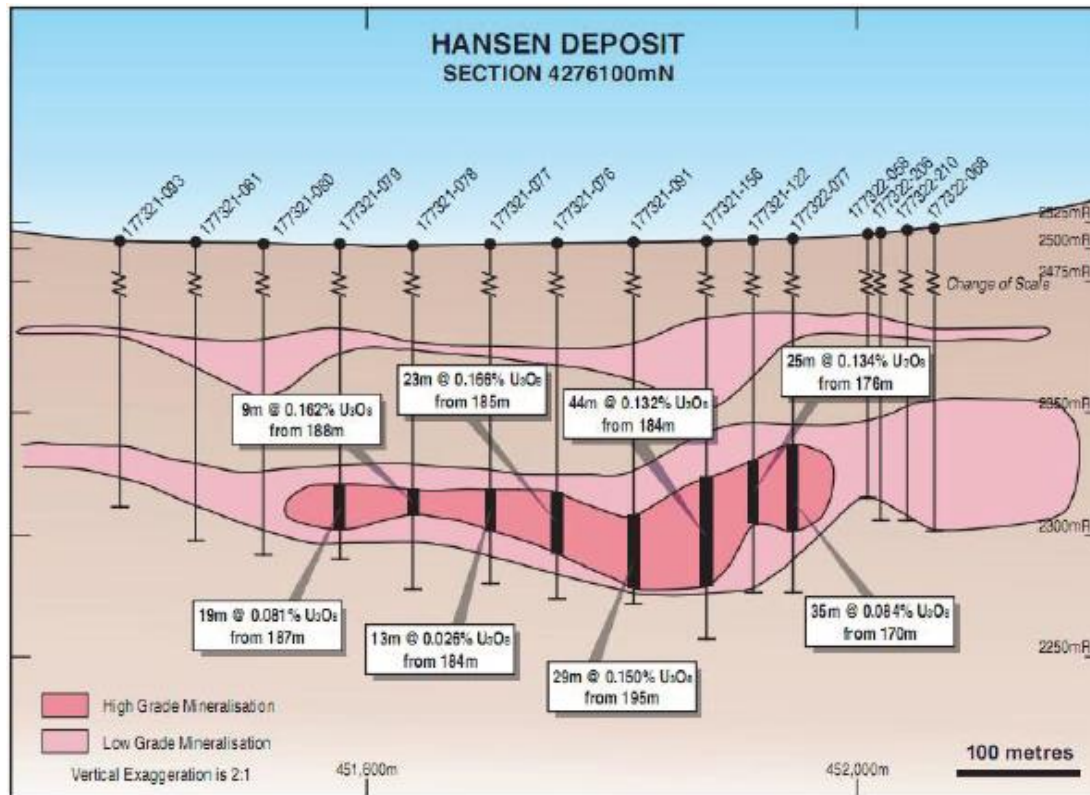 HANSEN DEPOSIT
SECTION 4276100mN
177321-093
177321-081
177321-080
177321-079
177321-078
177321-077
177321-076
177321-091
177321-156
177321-122
177322-077
177322-058
177322-206
177322-210
177322-068
2525mR
2500mR
2475mR
Change of Scale
25m @ 0.134% U₃O₈
from 176m
23m @ 0.166% U₃O₈
from 185m
44m @ 0.132% U₃O₈
from 184m
9m @ 0.162% U₃O₈
from 188m
2350mR
2300mR
19m @ 0.081% U₃O₈
from 187m
13m @ 0.026% U₃O₈
from 184m
35m @ 0.084% U₃O₈
from 170m
29m @ 0.150% U₃O₈
from 195m
2250mR
High Grade Mineralisation
Low Grade Mineralisation
Vertical Exaggeration is 2:1
451,600m
452,000m
100 metres